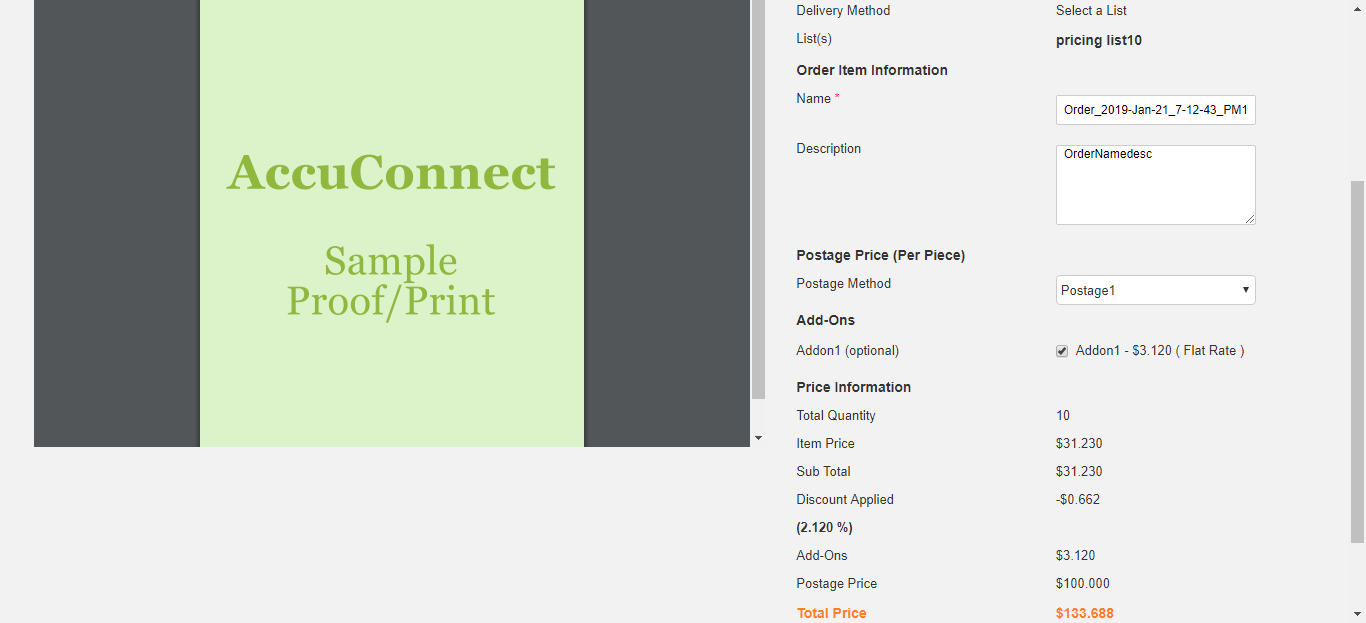 AccuConnect
Sample
Proof/Print
Delivery Method Select a List
List(s) pricing list10
Order Item Information
Name * Order_2019-Jan-21_7-12-43_PM1
Description OrderNamedesc
Postage Price (Per Piece)
Postage Method Postage1
Add-Ons
Addon1 (optional) Addon1 - $3.120 ( Flat Rate )
Price Information
Total Quantity 10
Item Price $31.230
Sub Total $31.230
Discount Applied -$0.662
(2.120 %)
Add-Ons $3.120
Postage Price $100.000
Total Price $133.688